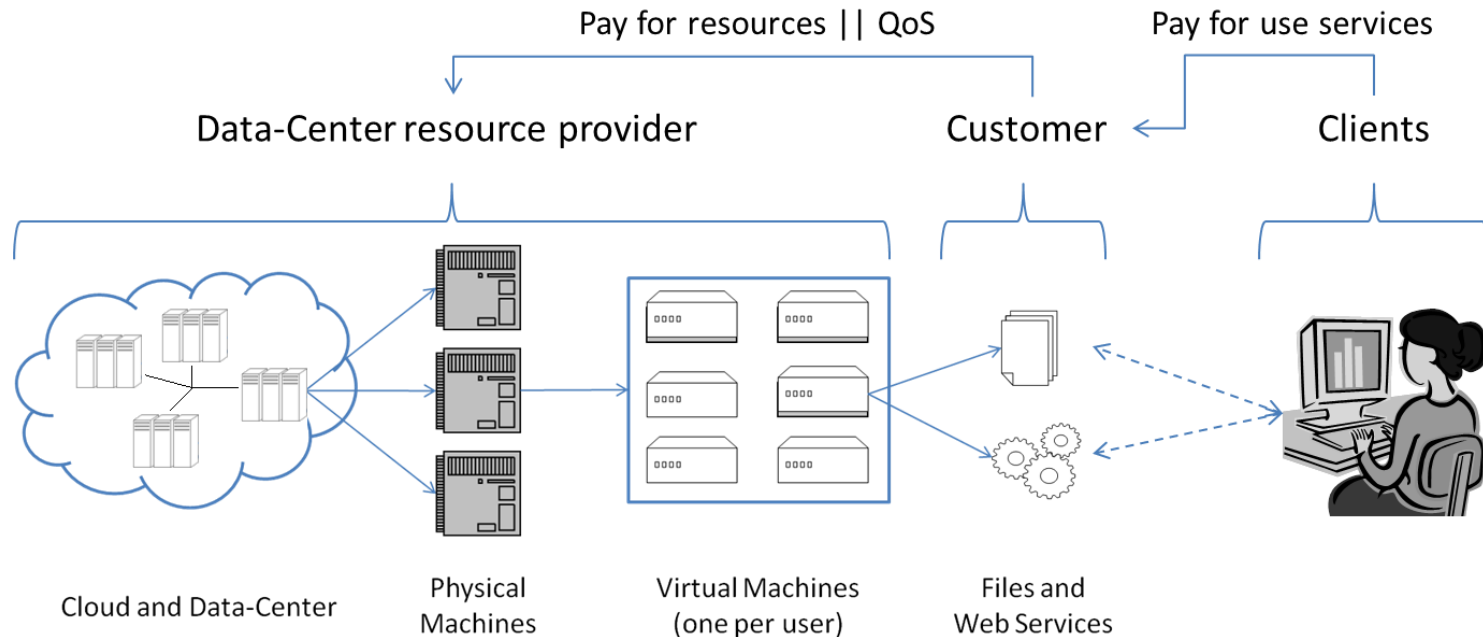 Pay for resources || QoS
Pay for use services
Data-Center resource provider
Customer
Clients
Cloud and Data-Center
Physical
Machines
Virtual Machines
(one per user)
Files and
Web Services